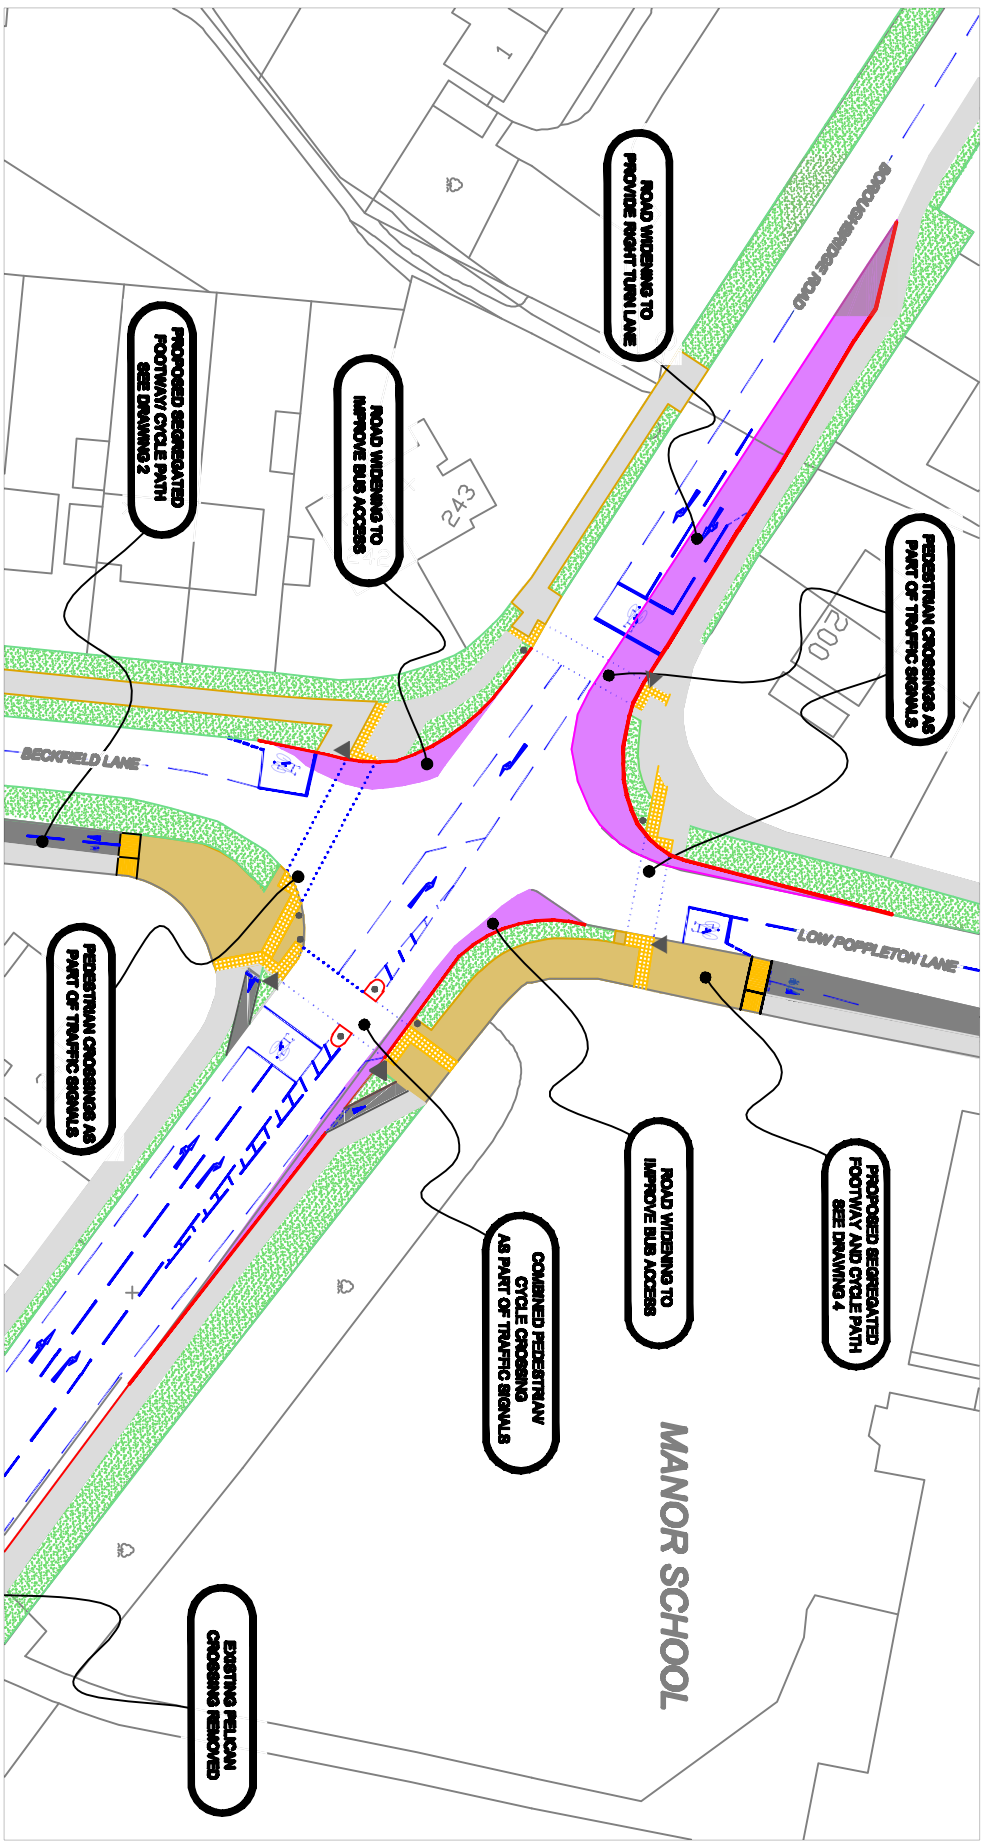 1
BOROUGHBRIDGE ROAD
ROAD WIDENING TO
PROVIDE RIGHT TURN LANE
PROPOSED SEGREGATED
FOOTWAY/ CYCLE PATH
SEE DRAWING 2
ROAD WIDENING TO
IMPROVE BUS ACCESS
243
PEDESTRIAN CROSSINGS AS
PART OF TRAFFIC SIGNALS
500
BECKFIELD LANE
LOW POPPLETON LANE
PEDESTRIAN CROSSINGS AS
PART OF TRAFFIC SIGNALS
ROAD WIDENING TO
IMPROVE BUS ACCESS
PROPOSED SEGREGATED
FOOTWAY AND CYCLE PATH
SEE DRAWING 4
COMBINED PEDESTRIAN/
CYCLE CROSSING
AS PART OF TRAFFIC SIGNALS
MANOR SCHOOL
EXISTING PELICAN
CROSSING REMOVED